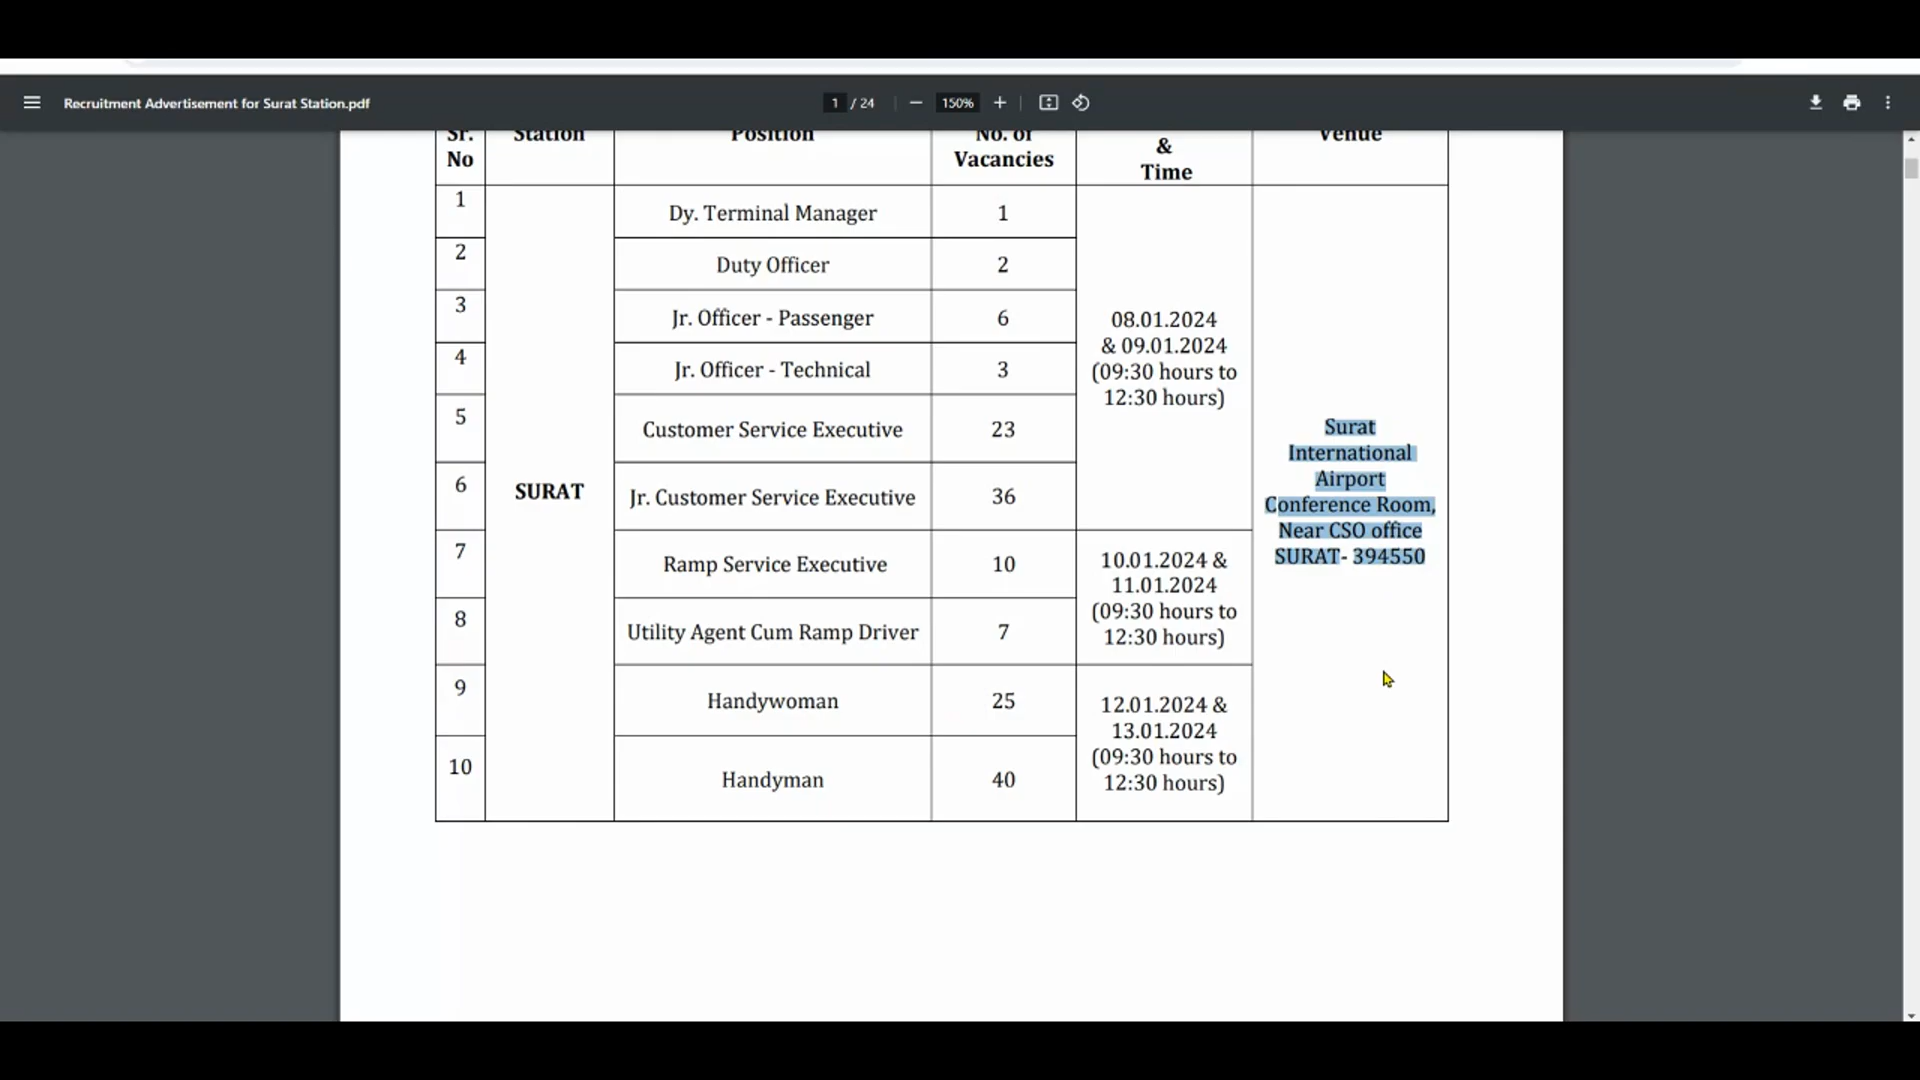 Recruitment Advertisement for Surat Station.pdf
1 / 24
150%
Sr.
No
Station
Position
No. of
Vacancies
&
Time
Venue
1
Dy. Terminal Manager
1
2
Duty Officer
2
3
Jr. Officer - Passenger
6
4
Jr. Officer - Technical
3
5
Customer Service Executive
23
6
Jr. Customer Service Executive
36
08.01.2024
& 09.01.2024
(09:30 hours to
12:30 hours)
SURAT
7
Ramp Service Executive
10
8
Utility Agent Cum Ramp Driver
7
10.01.2024 &
11.01.2024
(09:30 hours to
12:30 hours)
9
Handywoman
25
10
Handyman
40
12.01.2024 &
13.01.2024
(09:30 hours to
12:30 hours)
Surat
International
Airport
Conference Room,
Near CSO office
SURAT- 394550